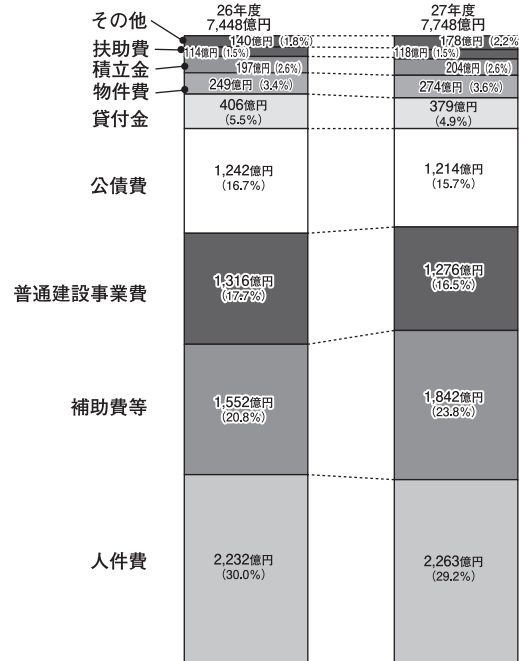 26年度
7,448億円
27年度
7,748億円
その他
140億円(1.8%)
178億円(2.2%)
扶助費
114億円(1.5%)
118億円(1.5%)
積立金
197億円(2.6%)
204億円(2.6%)
物件費
249億円(3.4%)
274億円(3.6%)
貸付金
406億円
(5.5%)
379億円
(4.9%)
公債費
1,242億円
(16.7%)
1,214億円
(15.7%)
普通建設事業費
1,316億円
(17.7%)
1,276億円
(16.5%)
補助費等
1,552億円
(20.8%)
1,842億円
(23.8%)
人件費
2,232億円
(30.0%)
2,263億円
(29.2%)